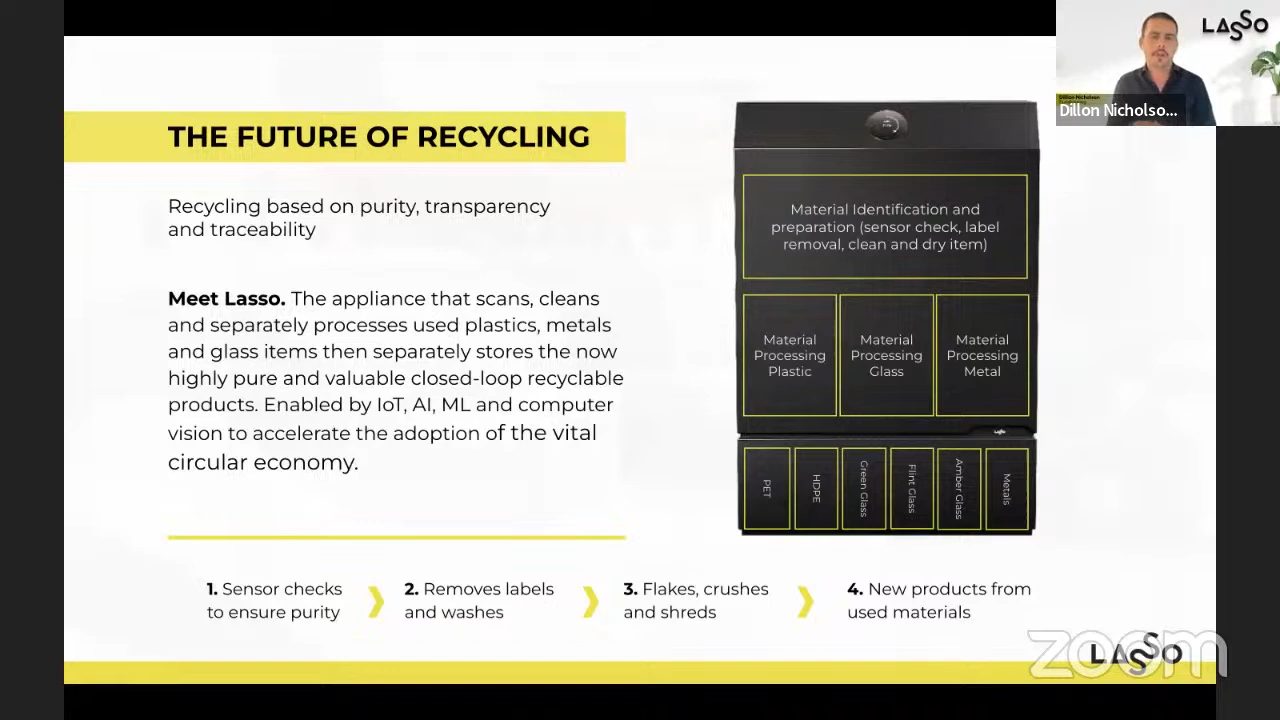 LASSO
Dillon Nicholso...
THE FUTURE OF RECYCLING
Recycling based on purity, transparency
and traceability
Meet Lasso. The appliance that scans, cleans
and separately processes used plastics, metals
and glass items then separately stores the now
highly pure and valuable closed-loop recyclable
products. Enabled by IoT, AI, ML and computer
vision to accelerate the adoption of the vital
circular economy.
Material Identification and
preparation (sensor check, label
removal, clean and dry item)
Material
Processing
Plastic
Material
Processing
Glass
Material
Processing
Metal
LASSO
PET
HDPE
Green Glass
Flint Glass
Amber Glass
Metals
1. Sensor checks
to ensure purity
2. Removes labels
and washes
3. Flakes, crushes
and shreds
4. New products from
used materials
zoom
LASSO